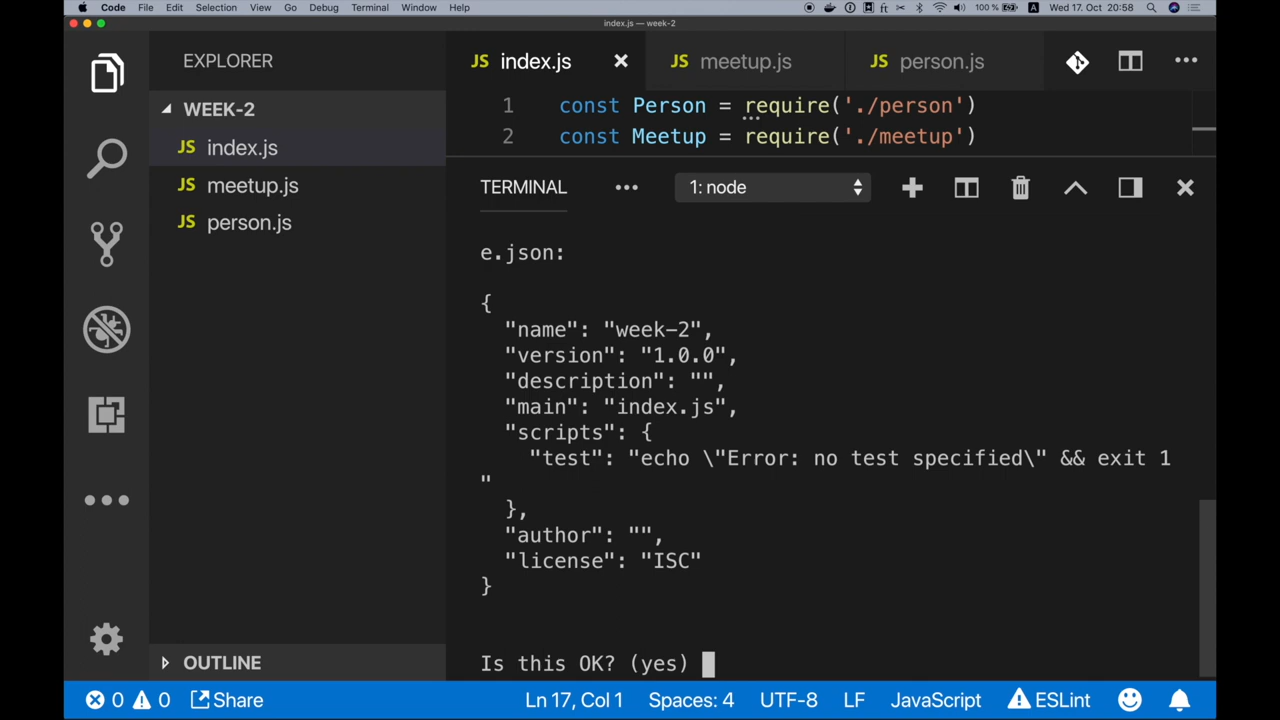 Code File Edit Selection View Go Debug Terminal Window Help 100 % A Wed 17. Oct 20:58
index.js — week-2
EXPLORER
WEEK-2
JS index.js
JS meetup.js
JS person.js
OUTLINE
JS index.js JS meetup.js JS person.js
1 const Person = require('./person')
2 const Meetup = require('./meetup')
TERMINAL 1: node
e.json:
{
"name": "week-2",
"version": "1.0.0",
"description": "",
"main": "index.js",
"scripts": {
"test": "echo \"Error: no test specified\" && exit 1
"
},
"author": "",
"license": "ISC"
}
Is this OK? (yes)
0 0 Share Ln 17, Col 1 Spaces: 4 UTF-8 LF JavaScript ESLint